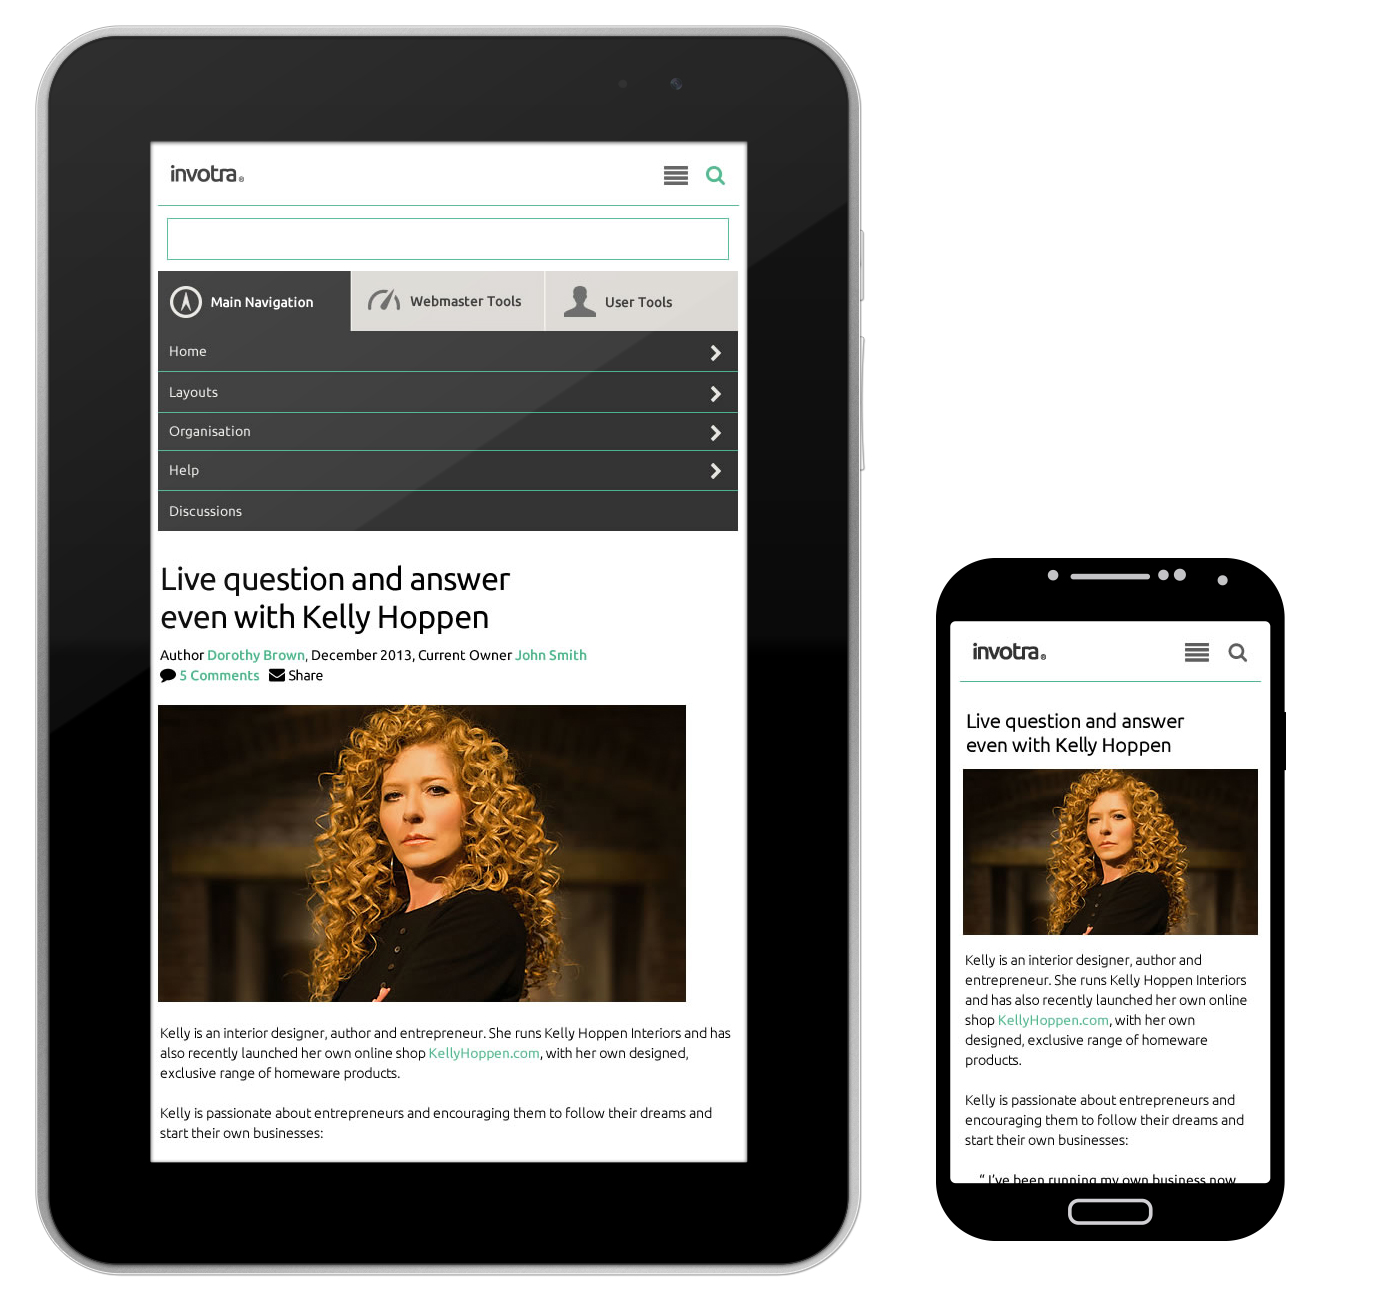 invotra®
Main Navigation
Webmaster Tools
User Tools
Home
Layouts
Organisation
Help
Discussions
Live question and answer
even with Kelly Hoppen
Author Dorothy Brown, December 2013, Current Owner John Smith
5 Comments Share
Kelly is an interior designer, author and entrepreneur. She runs Kelly Hoppen Interiors and has
also recently launched her own online shop KellyHoppen.com, with her own designed,
exclusive range of homeware products.
Kelly is passionate about entrepreneurs and encouraging them to follow their dreams and
start their own businesses:
invotra®
Live question and answer
even with Kelly Hoppen
Kelly is an interior designer, author and
entrepreneur. She runs Kelly Hoppen Interiors
and has also recently launched her own online
shop KellyHoppen.com, with her own
designed, exclusive range of homeware
products.
Kelly is passionate about entrepreneurs and
encouraging them to follow their dreams and
start their own businesses:
“ I’ve been running my own business now